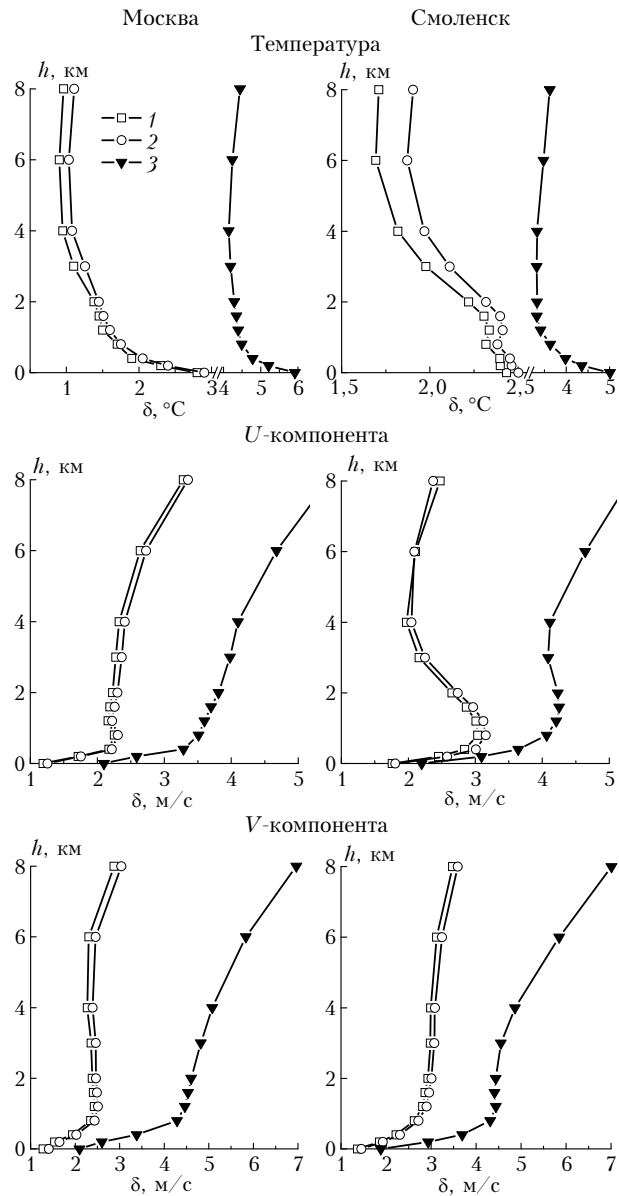 Москва Смоленск
Температура
h, км h, км
8 8
1
2
3
6 6
4 4
2 2
0 0
1 2 3 4 5 6 1,5 2,0 2,5 4 5
δ, °C δ, °C
U-компонента
h, км h, км
8 8
6 6
4 4
2 2
0 0
1 2 3 4 5 1 2 3 4 5
δ, м/с δ, м/с
V-компонента
h, км h, км
8 8
6 6
4 4
2 2
0 0
1 2 3 4 5 6 7 1 2 3 4 5 6 7
δ, м/с δ, м/с